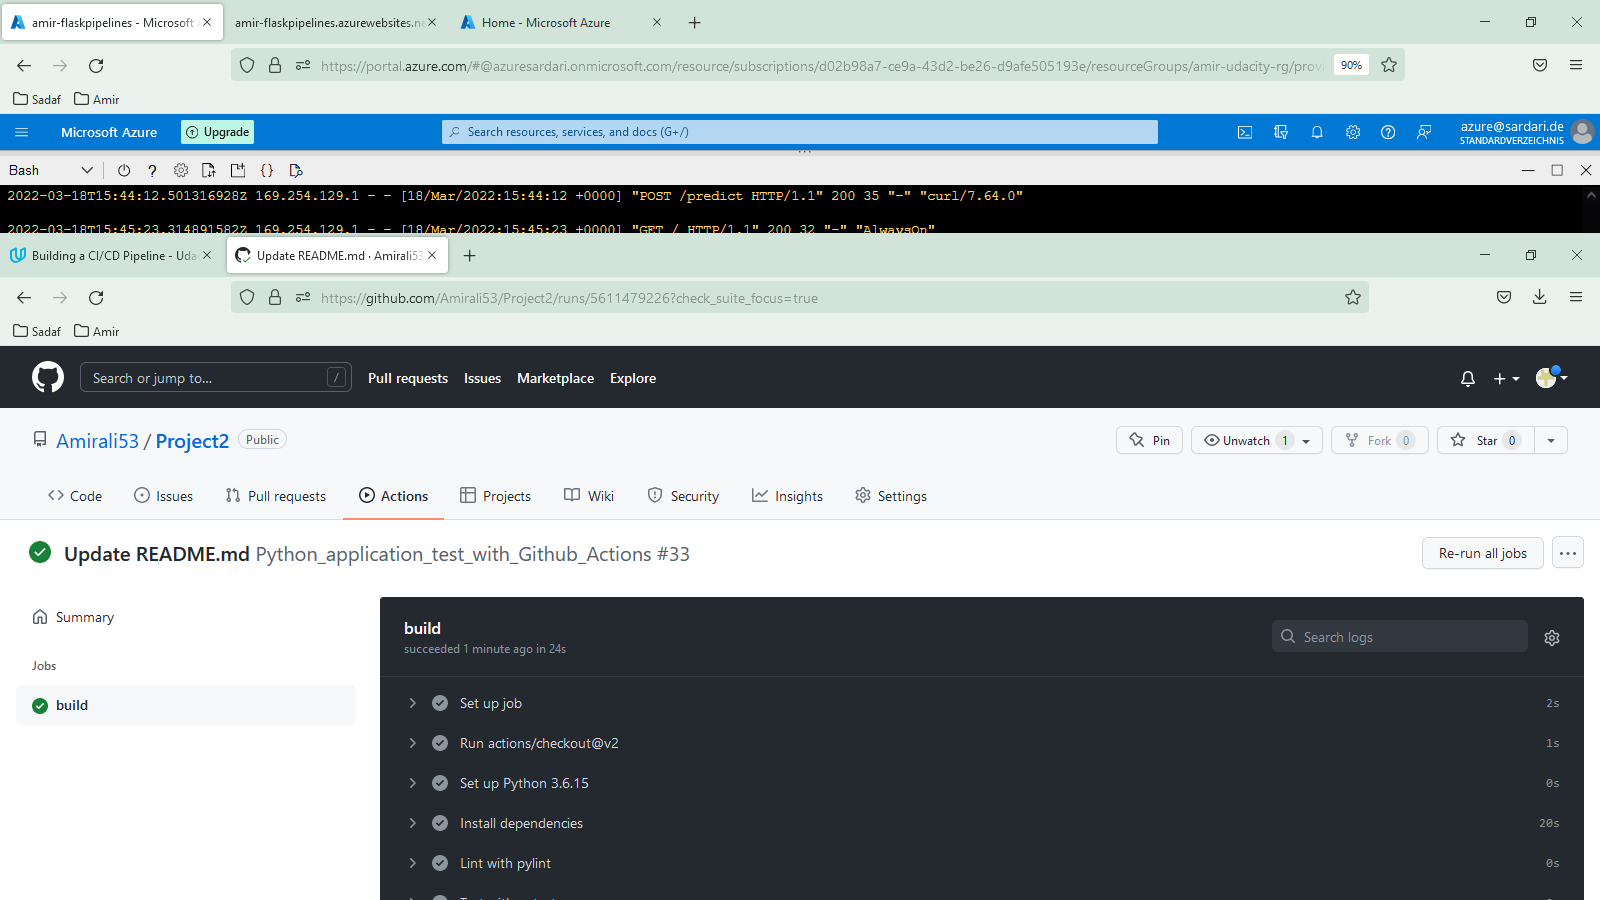 amir-flaskpipelines - Microsoft
amir-flaskpipelines.azurewebsites.ne
Home - Microsoft Azure
https://portal.azure.com/#@azuresardari.onmicrosoft.com/resource/subscriptions/d02b98a7-ce9a-43d2-be26-d9afe505193e/resourceGroups/amir-udacity-rg/provi
90%
Sadaf Amir
Microsoft Azure
Upgrade
Search resources, services, and docs (G+/)
azure@sardari.de
STANDARDVERZEICHNIS
Bash
2022-03-18T15:44:12.501316928Z 169.254.129.1 - - [18/Mar/2022:15:44:12 +0000] "POST /predict HTTP/1.1" 200 35 "-" "curl/7.64.0"
2022-03-18T15:45:23.314891582Z 169.254.129.1 - - [18/Mar/2022:15:45:23 +0000] "GET / HTTP/1.1" 200 32 "-" "AlwaysOn"
Building a CI/CD Pipeline - Uda
Update README.md · Amirali53
https://github.com/Amirali53/Project2/runs/5611479226?check_suite_focus=true
Sadaf Amir
Search or jump to... /
Pull requests Issues Marketplace Explore
Amirali53 / Project2 Public
Pin
Unwatch 1
Fork 0
Star 0
Code Issues Pull requests Actions Projects Wiki Security Insights Settings
Update README.md Python_application_test_with_Github_Actions #33
Re-run all jobs
Summary
Jobs
build
build
succeeded 1 minute ago in 24s
Search logs
Set up job 2s
Run actions/checkout@v2 1s
Set up Python 3.6.15 0s
Install dependencies 20s
Lint with pylint 0s